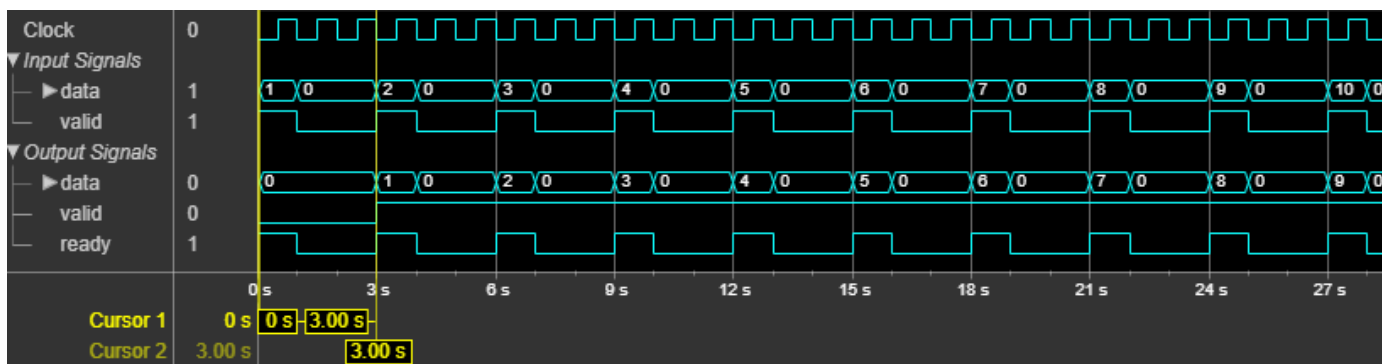 Clock 0
▼ Input Signals
▶data 1 1 0 2 0 3 0 4 0 5 0 6 0 7 0 8 0 9 0 10 0
valid 1
▼ Output Signals
▶data 0 0 1 0 2 0 3 0 4 0 5 0 6 0 7 0 8 0 9 0
valid 0
ready 1
0 s 3 s 6 s 9 s 12 s 15 s 18 s 21 s 24 s 27 s
Cursor 1 0 s 0 s 3.00 s
Cursor 2 3.00 s 3.00 s